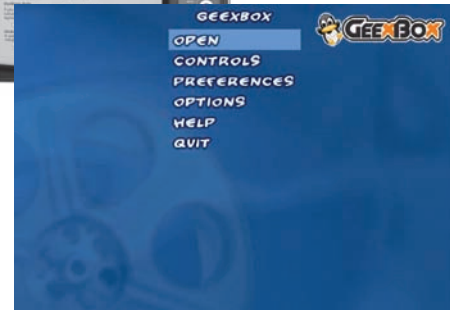 GEEXBOX
GEEXBOX
OPEN
CONTROLS
PREFERENCES
OPTIONS
HELP
QUIT